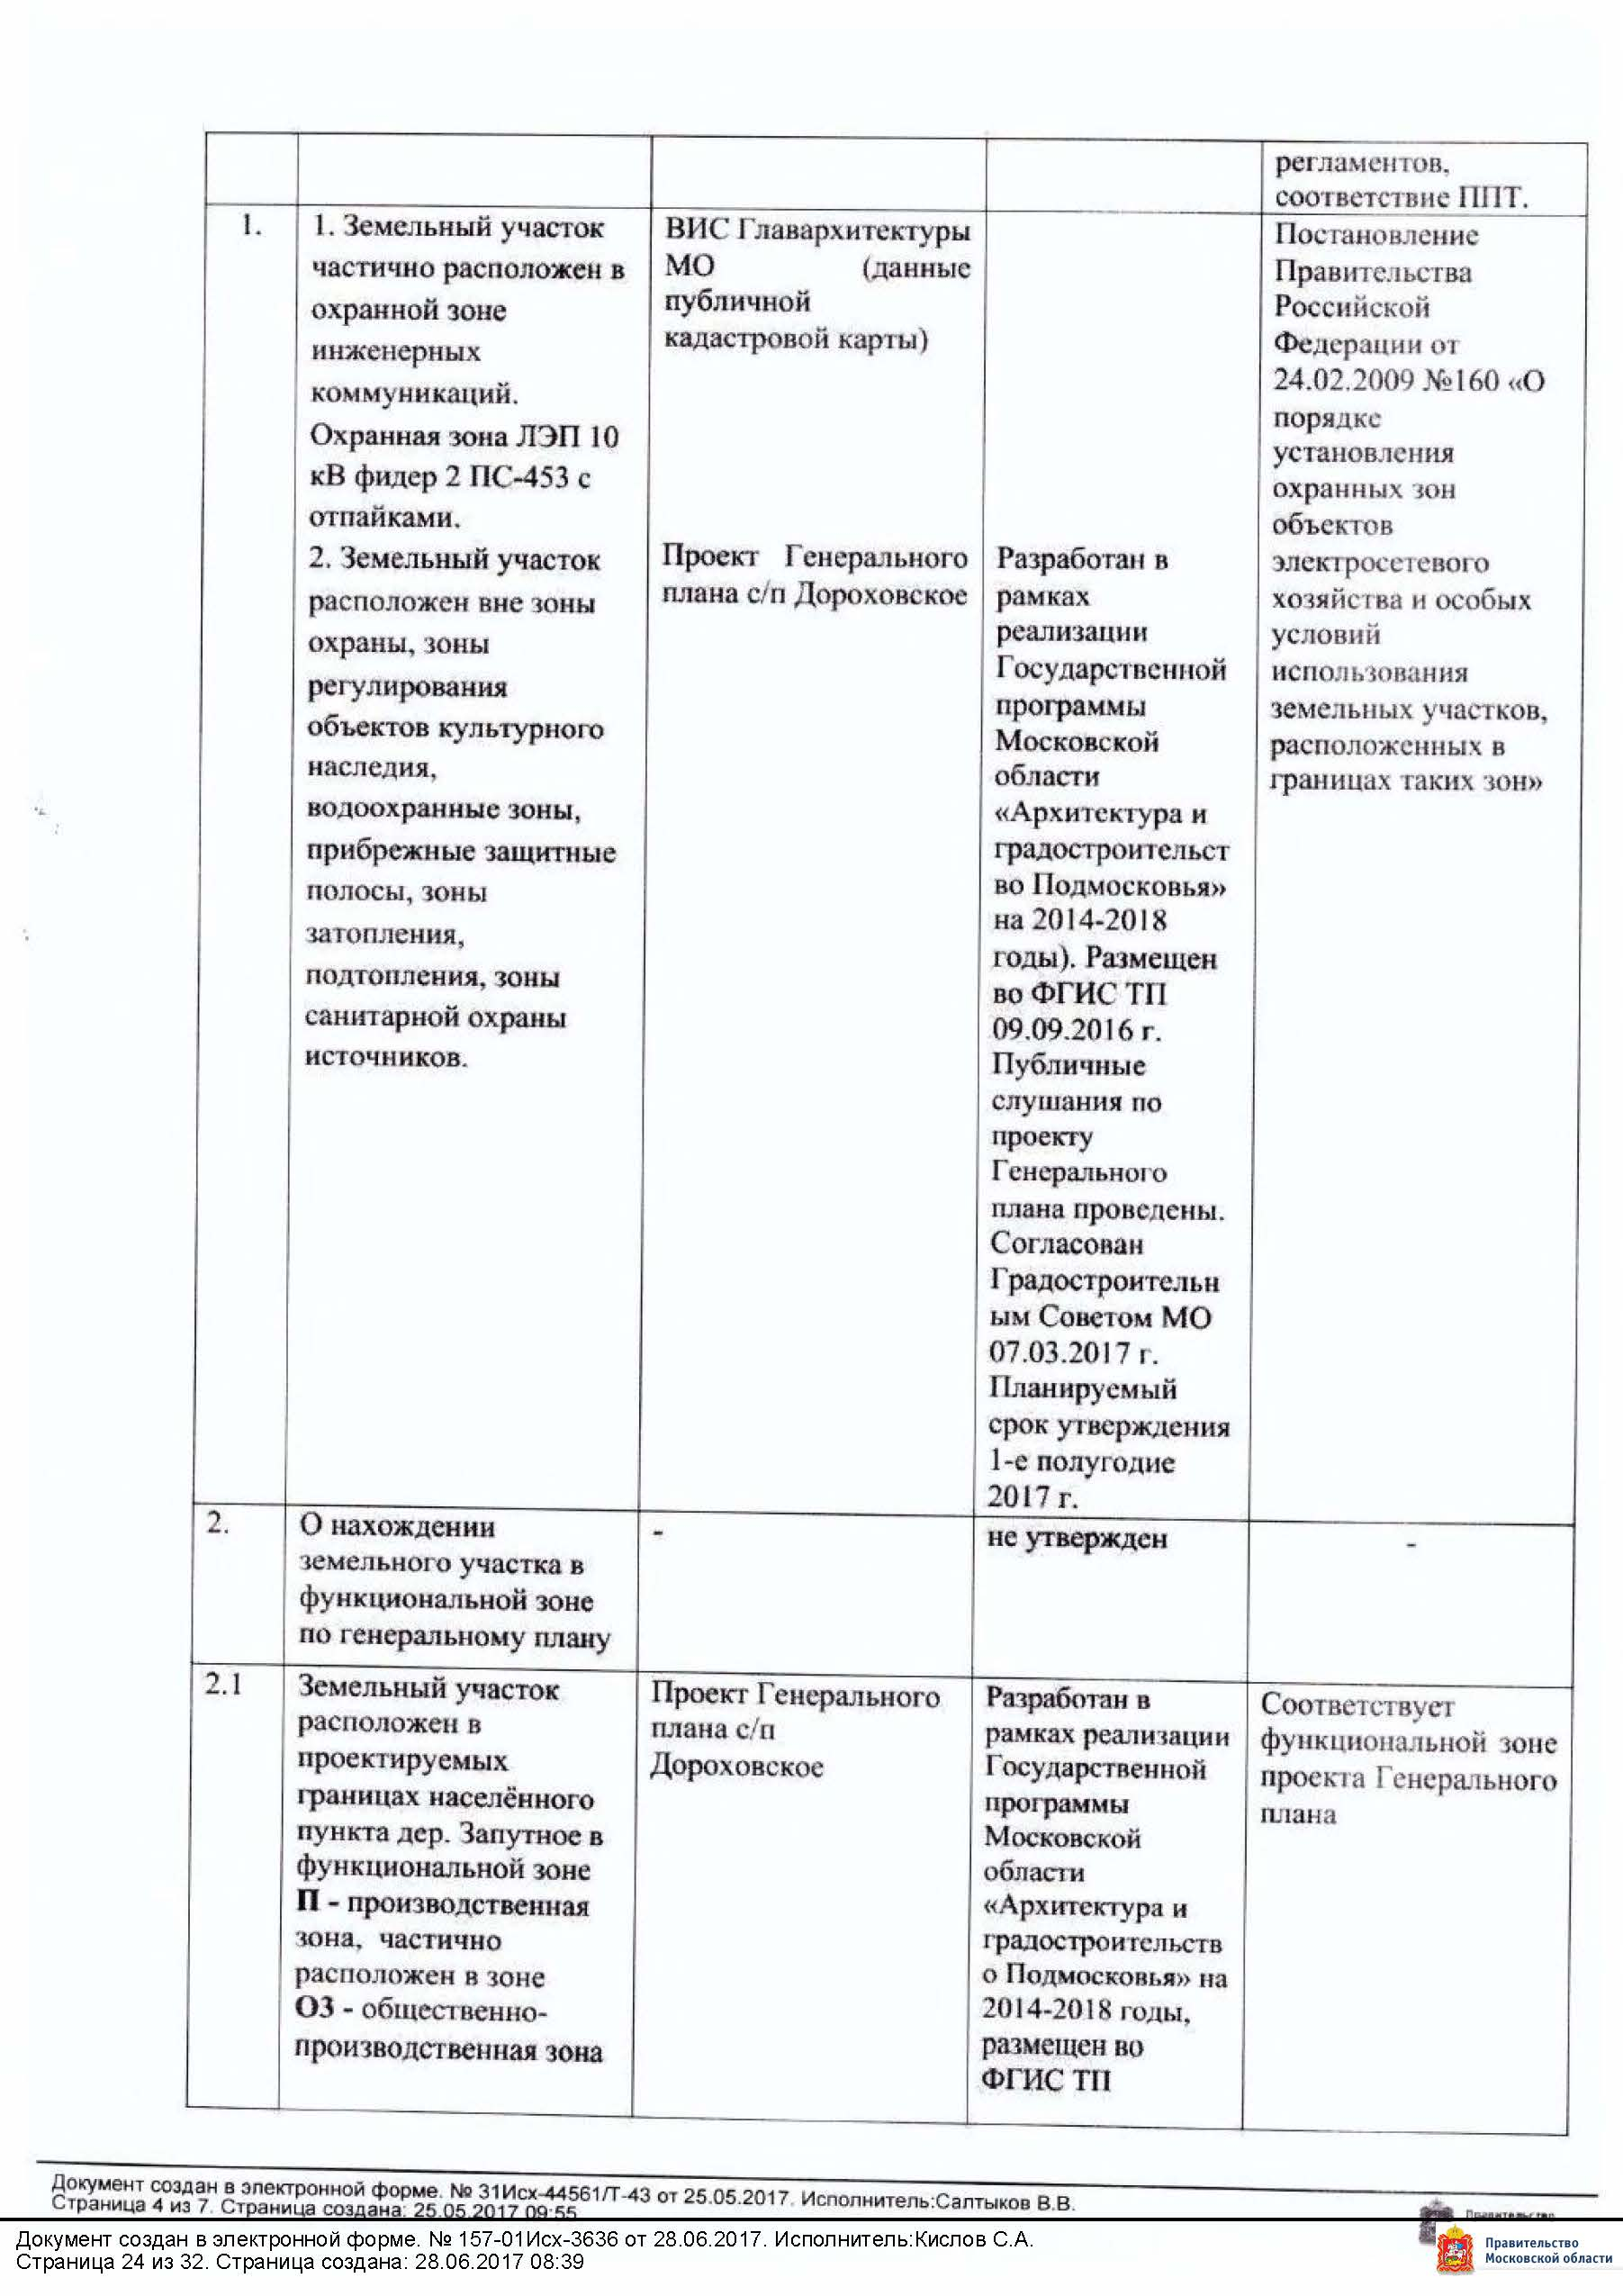 регламентов,
соответствие ППТ.
1.
1. Земельный участок
частично расположен в
охранной зоне
инженерных
коммуникаций.
Охранная зона ЛЭП 10
кВ фидер 2 ПС-453 с
отпайками.
2. Земельный участок
расположен вне зоны
охраны, зоны
регулирования
объектов культурного
наследия,
водоохранные зоны,
прибрежные защитные
полосы, зоны
затопления,
подтопления, зоны
санитарной охраны
источников.
ВИС Главархитектуры
МО (данные
публичной
кадастровой карты)
Проект Генерального
плана с/п Дороховское
Разработан в
рамках
реализации
Государственной
программы
Московской
области
«Архитектура и
градостроительст
во Подмосковья»
на 2014-2018
годы). Размещен
во ФГИС ТП
09.09.2016 г.
Публичные
слушания по
проекту
Генерального
плана проведены.
Согласован
Градостроительн
ым Советом МО
07.03.2017 г.
Планируемый
срок утверждения
1-е полугодие
2017 г.
Постановление
Правительства
Российской
Федерации от
24.02.2009 №160 «О
порядке
установления
охранных зон
объектов
электросетевого
хозяйства и особых
условий
использования
земельных участков,
расположенных в
границах таких зон»
2.
О нахождении
земельного участка в
функциональной зоне
по генеральному плану
-
не утвержден
-
2.1
Земельный участок
расположен в
проектируемых
границах населённого
пункта дер. Запутное в
функциональной зоне
П - производственная
зона, частично
расположен в зоне
ОЗ - общественно-
производственная зона
Проект Генерального
плана с/п
Дороховское
Разработан в
рамках реализации
Государственной
программы
Московской
области
«Архитектура и
градостроительств
о Подмосковья» на
2014-2018 годы,
размещен во
ФГИС ТП
Соответствует
функциональной зоне
проекта Генерального
плана
Документ создан в электронной форме. № 31Исх-44561/Т-43 от 25.05.2017. Исполнитель:Салтыков В.В.
Страница 4 из 7. Страница создана: 25.05.2017 09:55
Правительство
Документ создан в электронной форме. № 157-01Исх-3636 от 28.06.2017. Исполнитель:Кислов С.А.
Страница 24 из 32. Страница создана: 28.06.2017 08:39
Правительство
Московской области